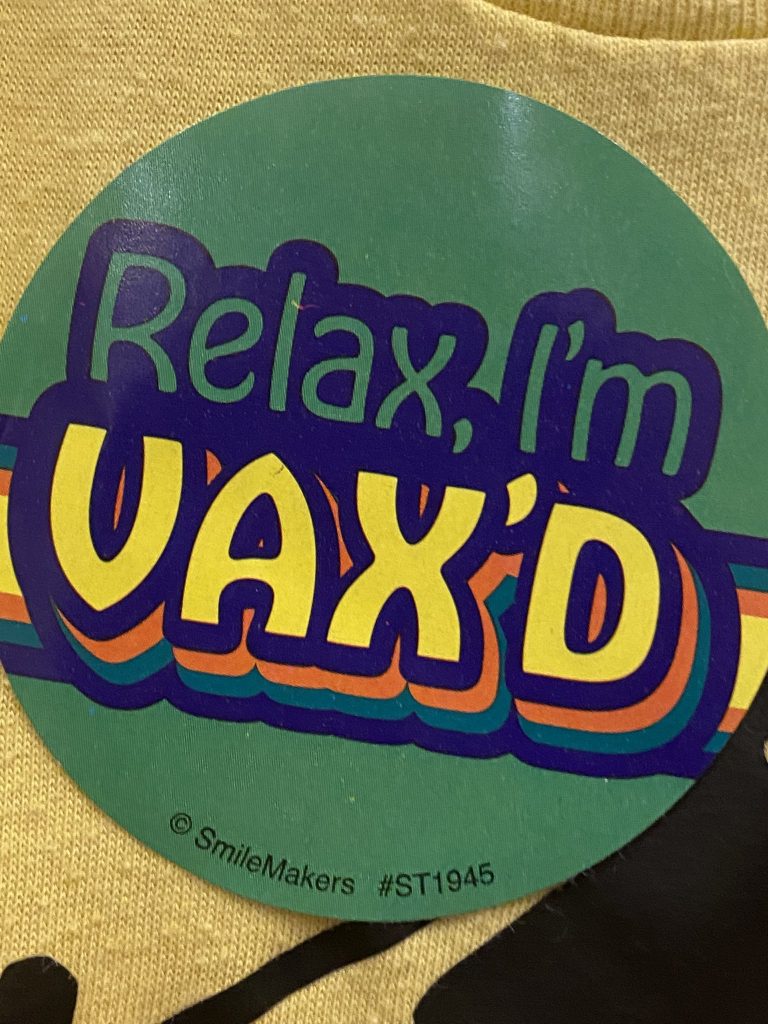 Relax, I'm
VAX'D
© SmileMakers #ST1945